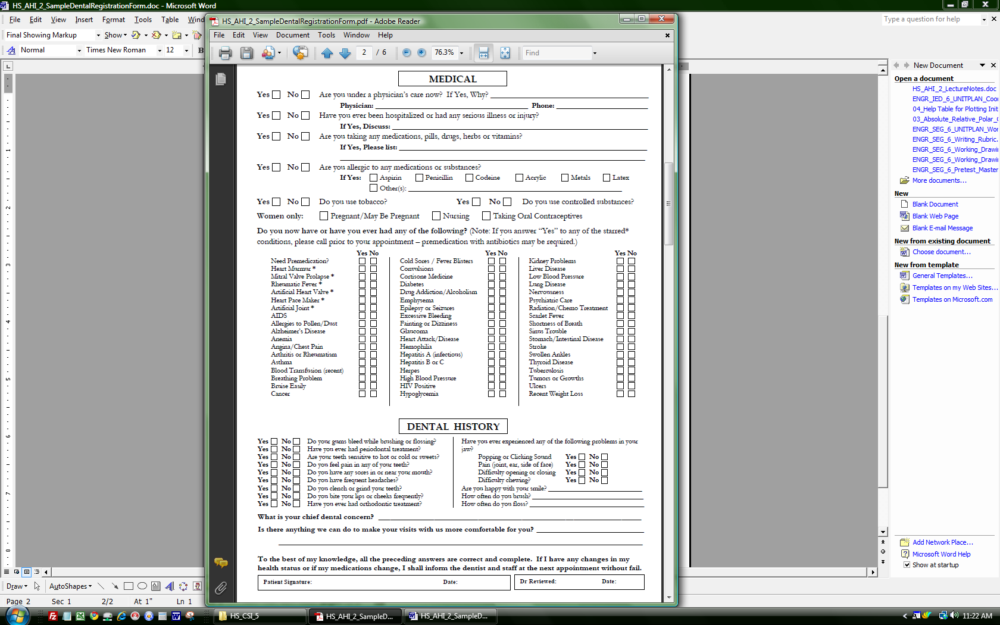 HS_AHI_2_SampleDentalRegistrationForm.doc - Microsoft Word
File Edit View Insert Format Tools Table Wind
Type a question for help
Final Showing Markup Show
Normal Times New Roman 12 B
HS_AHI_2_SampleDentalRegistrationForm.pdf - Adobe Reader
File Edit View Document Tools Window Help
2 / 6 76.3% Find
MEDICAL
Yes No Are you under a physician's care now? If Yes, Why?
Physician: Phone:
Yes No Have you ever been hospitalized or had any serious illness or injury?
If Yes, Discuss:
Yes No Are you taking any medications, pills, drugs, herbs or vitamins?
If Yes, Please list:
Yes No Are you allergic to any medications or substances?
If Yes: Aspirin Penicillin Codeine Acrylic Metals Latex
Other(s):
Yes No Do you use tobacco? Yes No Do you use controlled substances?
Women only: Pregnant/May Be Pregnant Nursing Taking Oral Contraceptives
Do you now have or have you ever had any of the following? (Note: If you answer “Yes” to any of the starred*
conditions, please call prior to your appointment – premedication with antibiotics may be required.)
Yes No Yes No Yes No
Need Premedication? Cold Sores / Fever Blisters Kidney Problems
Heart Murmur * Convulsions Liver Disease
Mitral Valve Prolapse * Cortisone Medicine Low Blood Pressure
Rheumatic Fever * Diabetes Lung Disease
Artificial Heart Valve * Drug Addiction/Alcoholism Nervousness
Heart Pace Maker * Emphysema Psychiatric Care
Artificial Joint * Epilepsy or Seizures Radiation/Chemo Treatment
AIDS Excessive Bleeding Scarlet Fever
Allergies to Pollen/Dust Fainting or Dizziness Shortness of Breath
Alzheimer's Disease Glaucoma Sinus Trouble
Anemia Heart Attack/Disease Stomach/Intestinal Disease
Angina/Chest Pain Hemophilia Stroke
Arthritis or Rheumatism Hepatitis A (infectious) Swollen Ankles
Asthma Hepatitis B or C Thyroid Disease
Blood Transfusion (recent) Herpes Tuberculosis
Breathing Problem High Blood Pressure Tumors or Growths
Bruise Easily HIV Positive Ulcers
Cancer Hypoglycemia Recent Weight Loss
DENTAL HISTORY
Yes No Do your gums bleed while brushing or flossing?
Yes No Have you ever had periodontal treatment?
Yes No Are your teeth sensitive to hot or cold or sweets?
Yes No Do you feel pain in any of your teeth?
Yes No Do you have any sores in or near your mouth?
Yes No Do you have frequent headaches?
Yes No Do you clench or grind your teeth?
Yes No Do you bite your lips or cheeks frequently?
Yes No Have you ever had orthodontic treatment?
Have you ever experienced any of the following problems in your
jaw?
Popping or Clicking Sound Yes No
Pain (joint, ear, side of face) Yes No
Difficulty opening or closing Yes No
Difficulty chewing? Yes No
Are you happy with your smile?
How often do you brush?
How often do you floss?
What is your chief dental concern?
Is there anything we can do to make your visits with us more comfortable for you?
To the best of my knowledge, all the preceding answers are correct and complete. If I have any changes in my
health status or if my medications change, I shall inform the dentist and staff at the next appointment without fail.
Patient Signature: Date: Dr Reviewed: Date:
New Document
Open a document
HS_AHI_2_LectureNotes.doc
ENGR_IED_6_UNITPLAN_Coor
04_Help Table for Plotting Init
03_Absolute_Relative_Polar_C
ENGR_SEG_6_UNITPLAN_Wor
ENGR_SEG_6_Writing_Rubric.
ENGR_SEG_6_Working_Drawin
ENGR_SEG_6_Working_Drawin
ENGR_SEG_6_Pretest_Master
More documents...
New
Blank Document
Blank Web Page
Blank E-mail Message
New from existing document
Choose document...
New from template
General Templates...
Templates on my Web Sites...
Templates on Microsoft.com
Add Network Place...
Microsoft Word Help
Show at startup
1
2
3
4
5
6
7
8
Draw AutoShapes
Page 2 Sec 1 2/2 At 1" Ln 1
HS_CSI_5 HS_AHI_2_SampleD... HS_AHI_2_SampleD... 11:22 AM